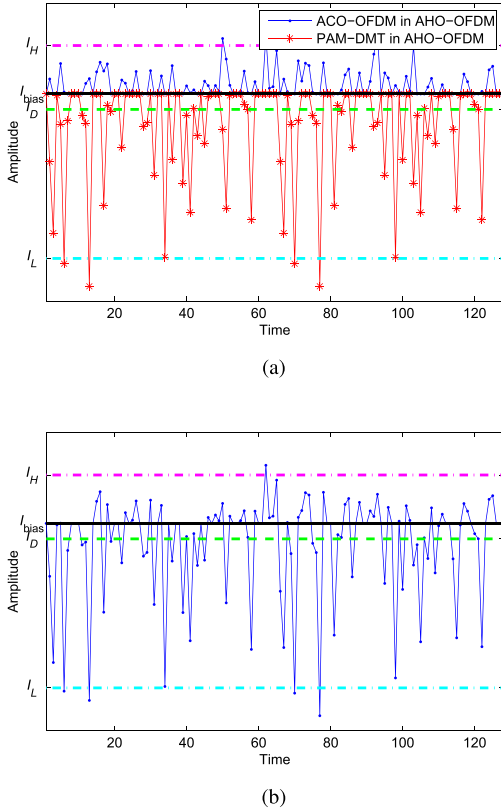 ACO−OFDM in AHO−OFDM
PAM−DMT in AHO−OFDM
I_H
I_bias
I_D
I_L
Amplitude
20 40 60 80 100 120
Time
(a)
I_H
I_bias
I_D
I_L
Amplitude
20 40 60 80 100 120
Time
(b)